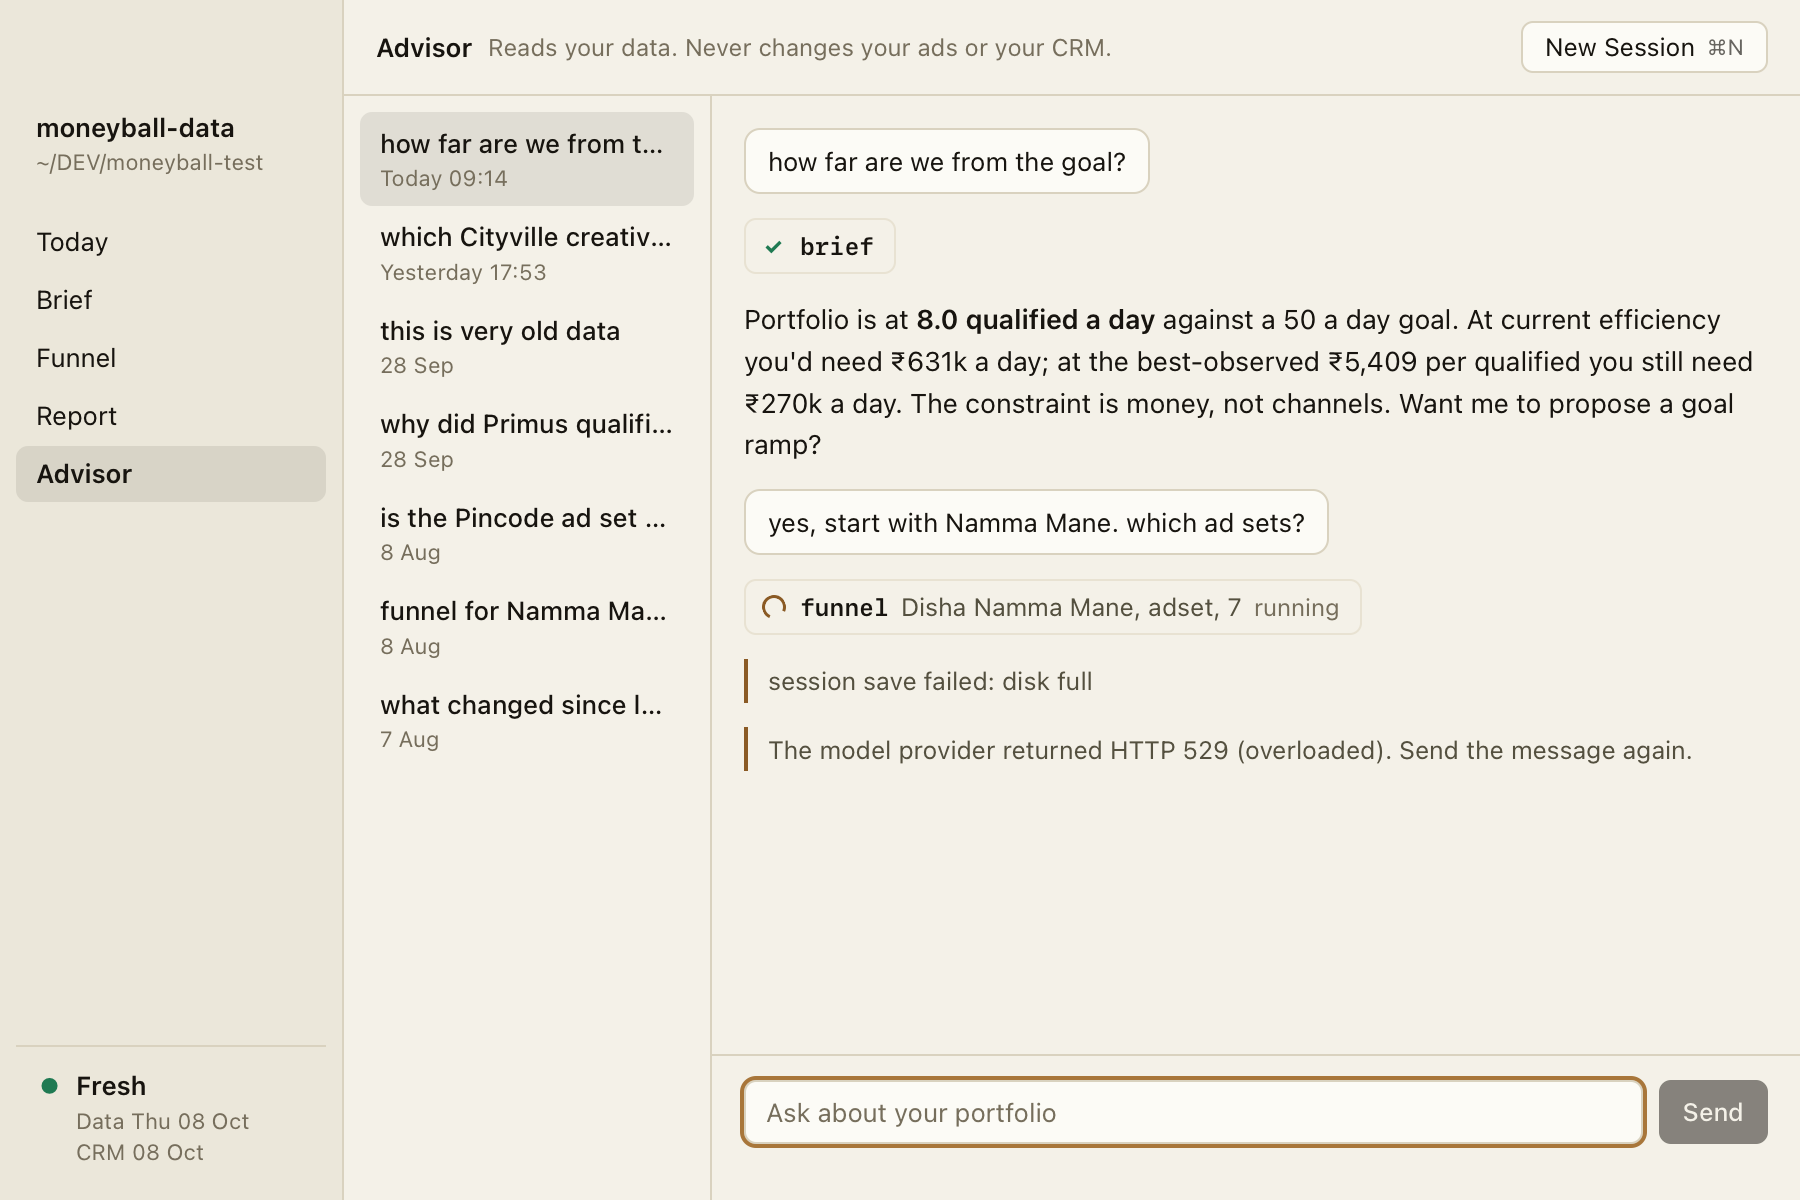 moneyball-data
~/DEV/moneyball-test
Today
Brief
Funnel
Report
Advisor
Fresh
Data Thu 08 Oct
CRM 08 Oct
Advisor Reads your data. Never changes your ads or your CRM.
New Session ⌘N
how far are we from t...
Today 09:14
which Cityville creativ...
Yesterday 17:53
this is very old data
28 Sep
why did Primus qualifi...
28 Sep
is the Pincode ad set ...
8 Aug
funnel for Namma Ma...
8 Aug
what changed since l...
7 Aug
how far are we from the goal?
brief
Portfolio is at 8.0 qualified a day against a 50 a day goal. At current efficiency
you'd need ₹631k a day; at the best-observed ₹5,409 per qualified you still need
₹270k a day. The constraint is money, not channels. Want me to propose a goal
ramp?
yes, start with Namma Mane. which ad sets?
funnel Disha Namma Mane, adset, 7 running
session save failed: disk full
The model provider returned HTTP 529 (overloaded). Send the message again.
Ask about your portfolio
Send